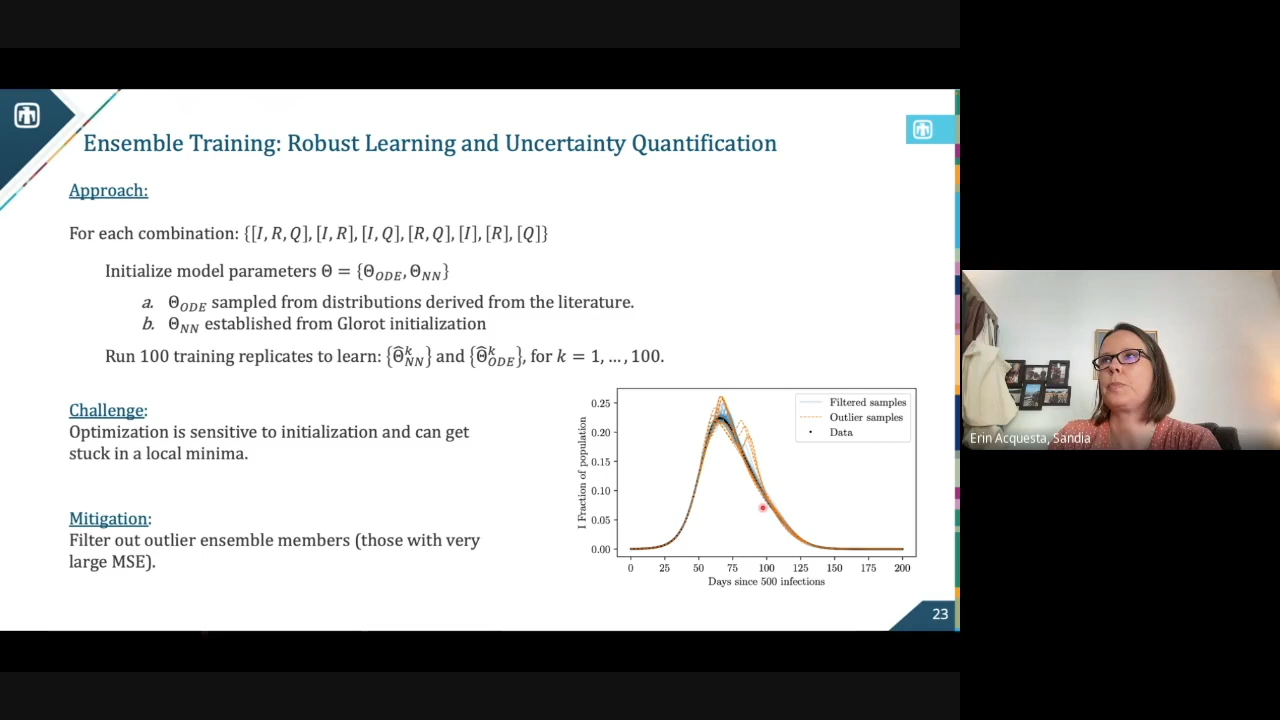 Ensemble Training: Robust Learning and Uncertainty Quantification
Approach:
For each combination: {[I, R, Q], [I, R], [I, Q], [R, Q], [I], [R], [Q]}
Initialize model parameters Θ = {Θ_ODE, Θ_NN}
a. Θ_ODE sampled from distributions derived from the literature.
b. Θ_NN established from Glorot initialization
Run 100 training replicates to learn: {Θ̂^k_NN} and {Θ̂^k_ODE}, for k = 1, … , 100.
Challenge:
Optimization is sensitive to initialization and can get
stuck in a local minima.
Mitigation:
Filter out outlier ensemble members (those with very
large MSE).
I Fraction of population
0.25
0.20
0.15
0.10
0.05
0.00
Filtered samples
Outlier samples
Data
0 25 50 75 100 125 150 175 200
Days since 500 infections
23
Erin Acquesta, Sandia